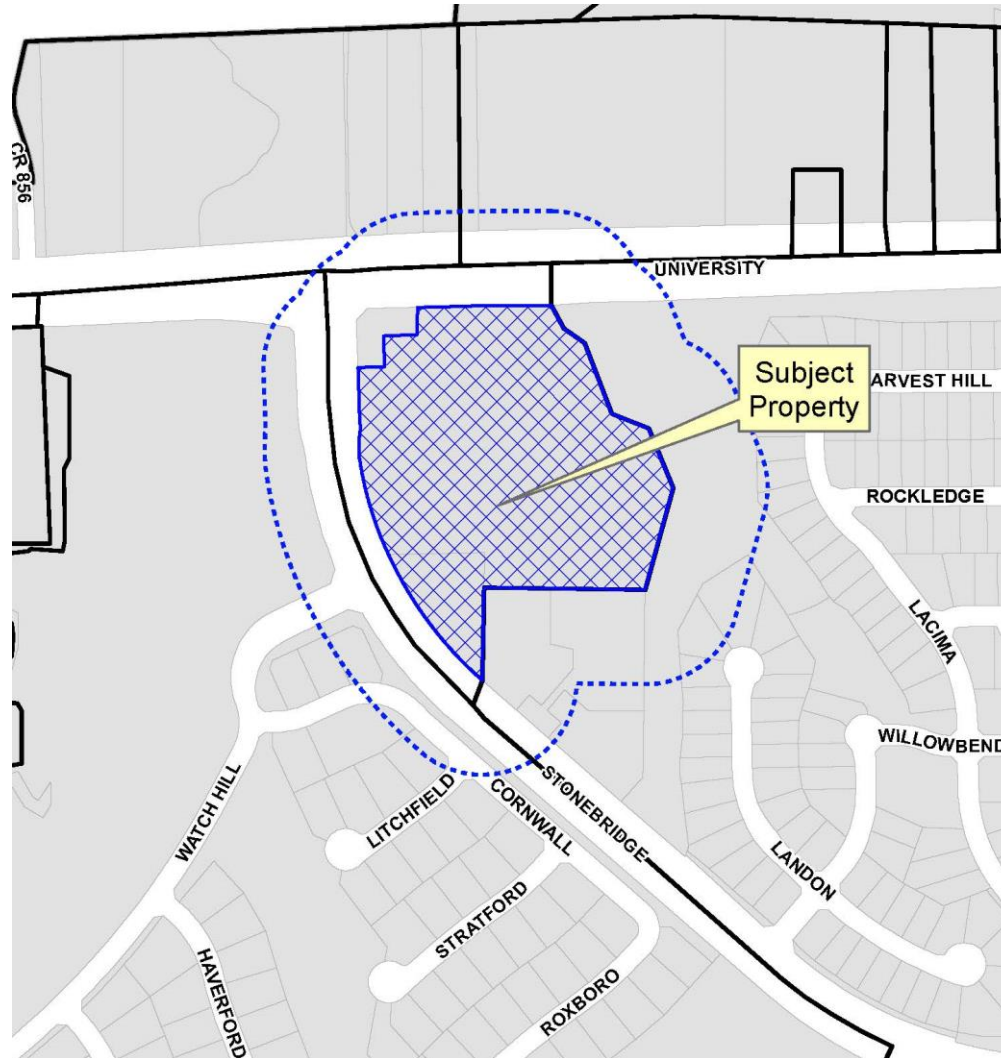 CR 856
UNIVERSITY
Subject
Property
ARVEST HILL
ROCKLEDGE
LACIMA
WILLOWBEND
LANDON
STONEBRIDGE
CORNWALL
LITCHFIELD
WATCH HILL
STRATFORD
HAVERFORD
ROXBORO